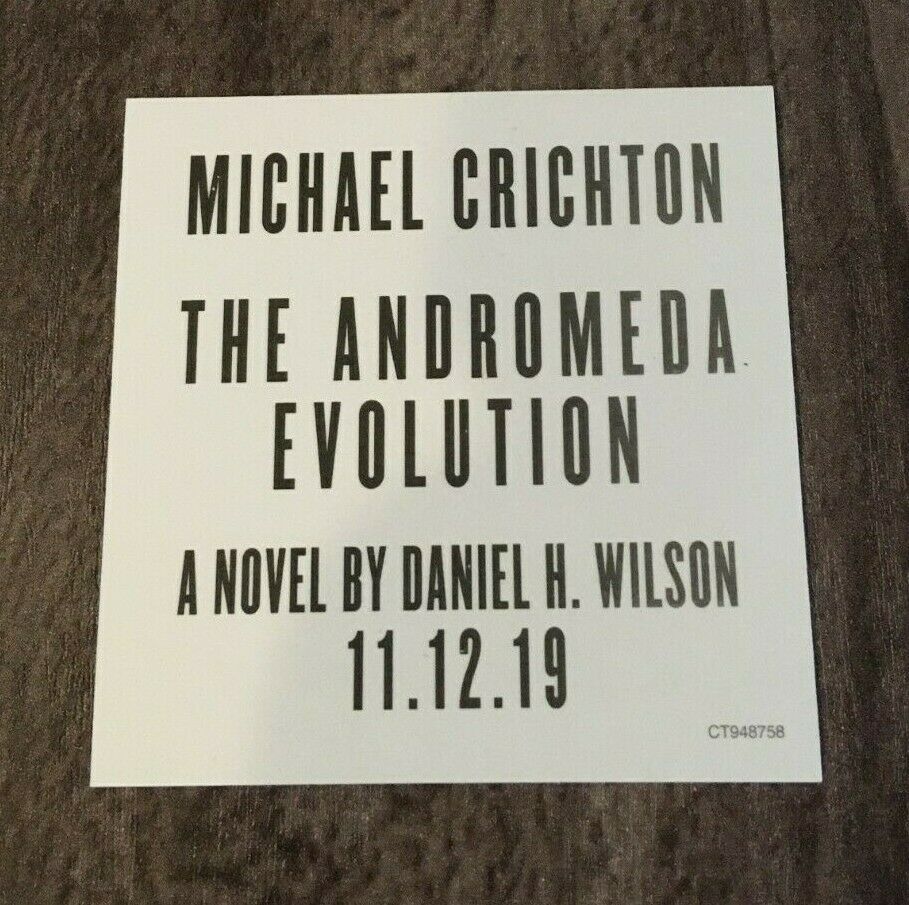 MICHAEL CRICHTON
THE ANDROMEDA
EVOLUTION
A NOVEL BY DANIEL H. WILSON
11.12.19
CT948758